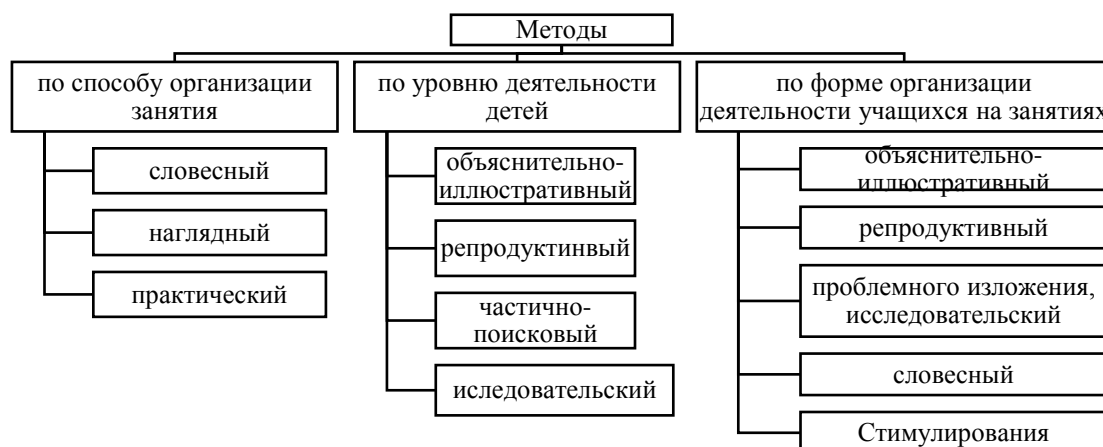 Методы
по способу организации
занятия
словесный
наглядный
практический
по уровню деятельности
детей
объяснительно-
иллюстративный
репродуктинвый
частично-
поисковый
иследовательский
по форме организации
деятельности учащихся на занятиях
объяснительно-
иллюстративный
репродуктивный
проблемного изложения,
исследовательский
словесный
Стимулирования